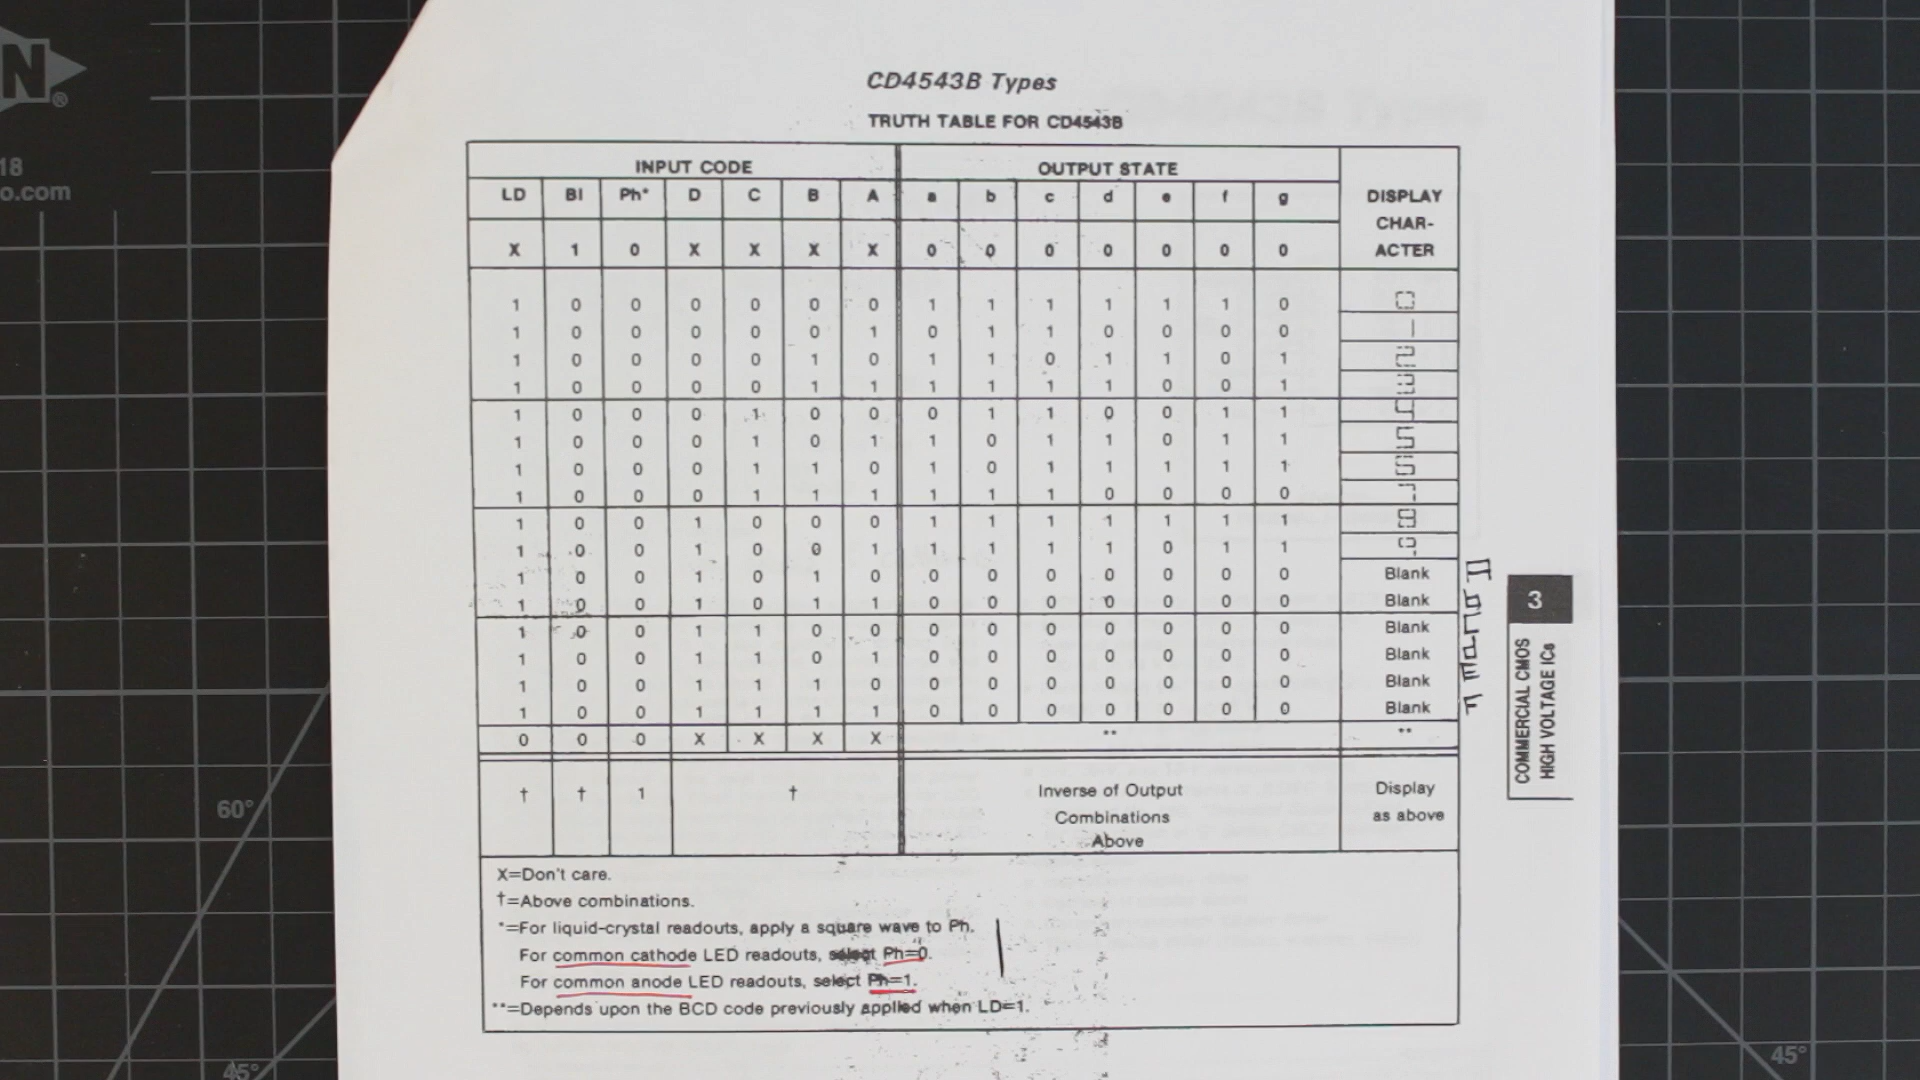 N
®
18
o.com
CD4543B Types
TRUTH TABLE FOR CD4543B
INPUT CODE OUTPUT STATE DISPLAY CHAR- ACTER
LD BI Ph* D C B A a b c d e f g
X 1 0 X X X X 0 0 0 0 0 0 0
1 0 0 0 0 0 0 1 1 1 1 1 1 0 0
1 0 0 0 0 0 1 0 1 1 0 0 0 0 1
1 0 0 0 0 1 0 1 1 0 1 1 0 1 2
1 0 0 0 0 1 1 1 1 1 1 0 0 1 3
1 0 0 0 1 0 0 0 1 1 0 0 1 1 4
1 0 0 0 1 0 1 1 0 1 1 0 1 1 5
1 0 0 0 1 1 0 1 0 1 1 1 1 1 6
1 0 0 0 1 1 1 1 1 1 0 0 0 0 7
1 0 0 1 0 0 0 1 1 1 1 1 1 1 8
1 0 0 1 0 0 1 1 1 1 1 0 1 1 9
1 0 0 1 0 1 0 0 0 0 0 0 0 0 Blank
1 0 0 1 0 1 1 0 0 0 0 0 0 0 Blank
1 0 0 1 1 0 0 0 0 0 0 0 0 0 Blank
1 0 0 1 1 0 1 0 0 0 0 0 0 0 Blank
1 0 0 1 1 1 0 0 0 0 0 0 0 0 Blank
1 0 0 1 1 1 1 0 0 0 0 0 0 0 Blank
0 0 0 X X X X ** **
† † 1 † Inverse of Output Combinations Above Display as above
X=Don't care.
†=Above combinations.
*=For liquid-crystal readouts, apply a square wave to Ph.
For common cathode LED readouts, select Ph=0.
For common anode LED readouts, select Ph=1.
**=Depends upon the BCD code previously applied when LD=1.
3
COMMERCIAL CMOS
HIGH VOLTAGE ICs
60°
45°
45°